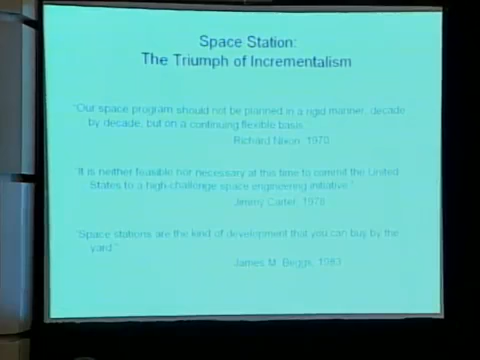 Space Station:
The Triumph of Incrementalism
"Our space program should not be planned in a rigid manner, decade
by decade, but on a continuing flexible basis.
Richard Nixon, 1970
"It is neither feasible nor necessary at this time to commit the United
States to a high-challenge space engineering initiative."
Jimmy Carter, 1978
"Space stations are the kind of development that you can buy by the
yard."
James M. Beggs, 1983